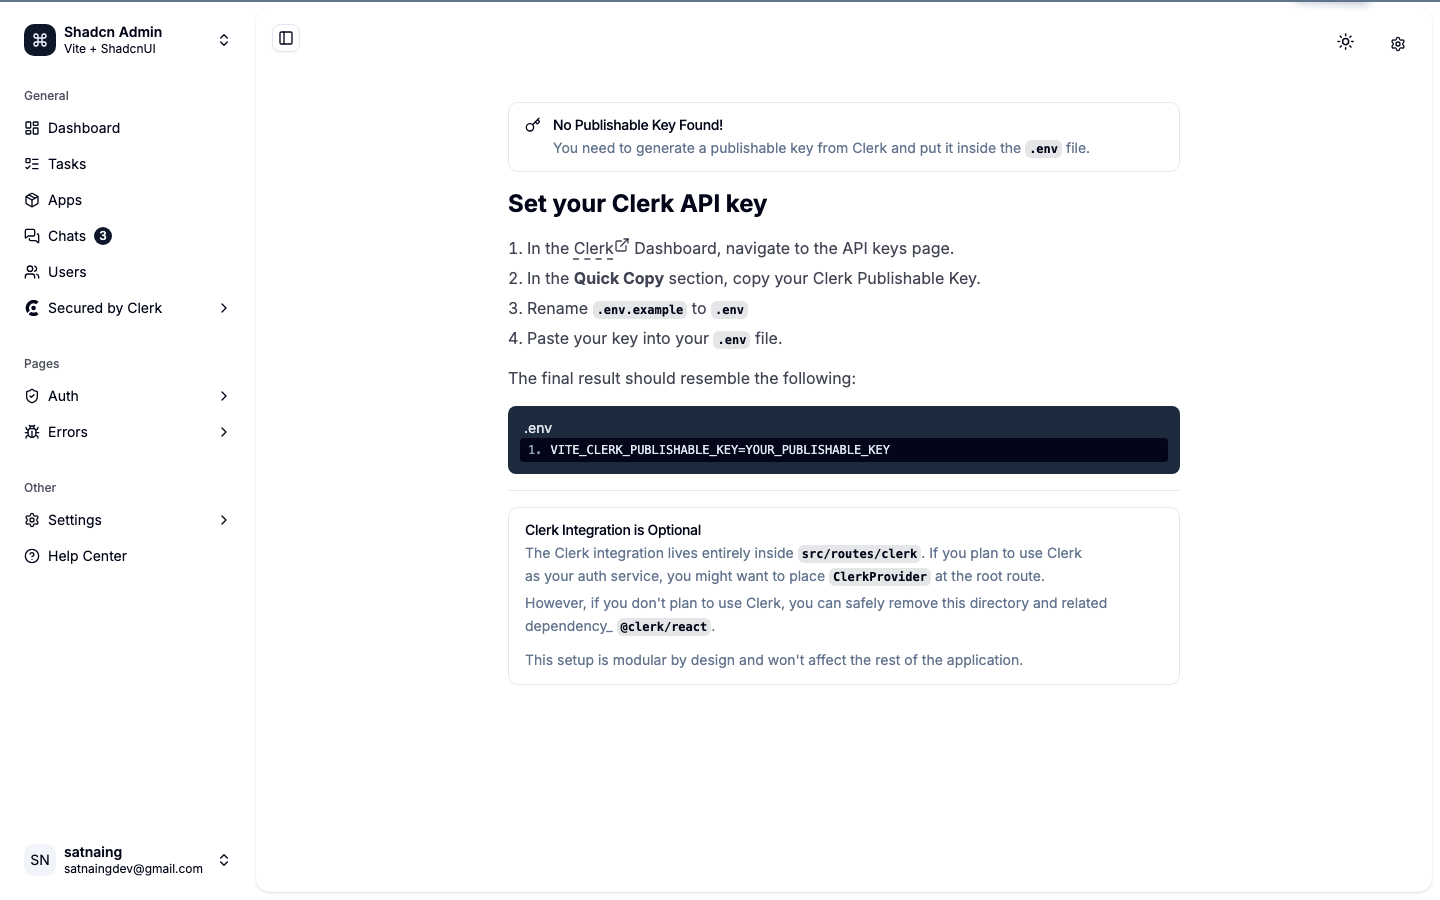 Shadcn Admin
Vite + ShadcnUI
General
Dashboard
Tasks
Apps
Chats 3
Users
Secured by Clerk
Pages
Auth
Errors
Other
Settings
Help Center
SN
satnaing
satnaingdev@gmail.com
No Publishable Key Found!
You need to generate a publishable key from Clerk and put it inside the .env file.
Set your Clerk API key
1. In the Clerk Dashboard, navigate to the API keys page.
2. In the Quick Copy section, copy your Clerk Publishable Key.
3. Rename .env.example to .env
4. Paste your key into your .env file.
The final result should resemble the following:
.env
1. VITE_CLERK_PUBLISHABLE_KEY=YOUR_PUBLISHABLE_KEY
Clerk Integration is Optional
The Clerk integration lives entirely inside src/routes/clerk. If you plan to use Clerk
as your auth service, you might want to place ClerkProvider at the root route.
However, if you don't plan to use Clerk, you can safely remove this directory and related
dependency_ @clerk/react.
This setup is modular by design and won't affect the rest of the application.